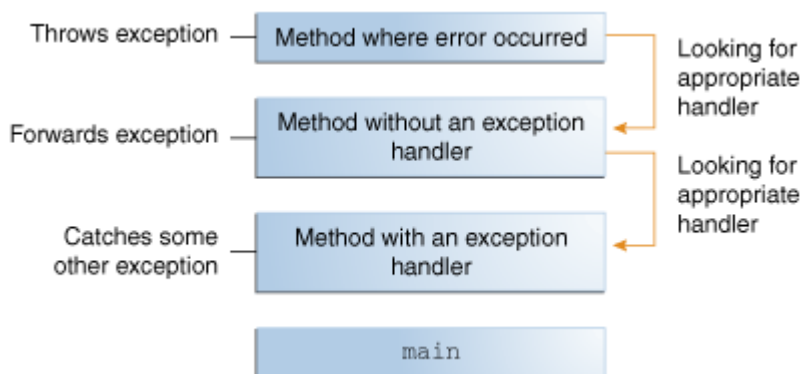 Throws exception
Method where error occurred
Looking for
appropriate
handler
Forwards exception
Method without an exception
handler
Looking for
appropriate
handler
Catches some
other exception
Method with an exception
handler
main